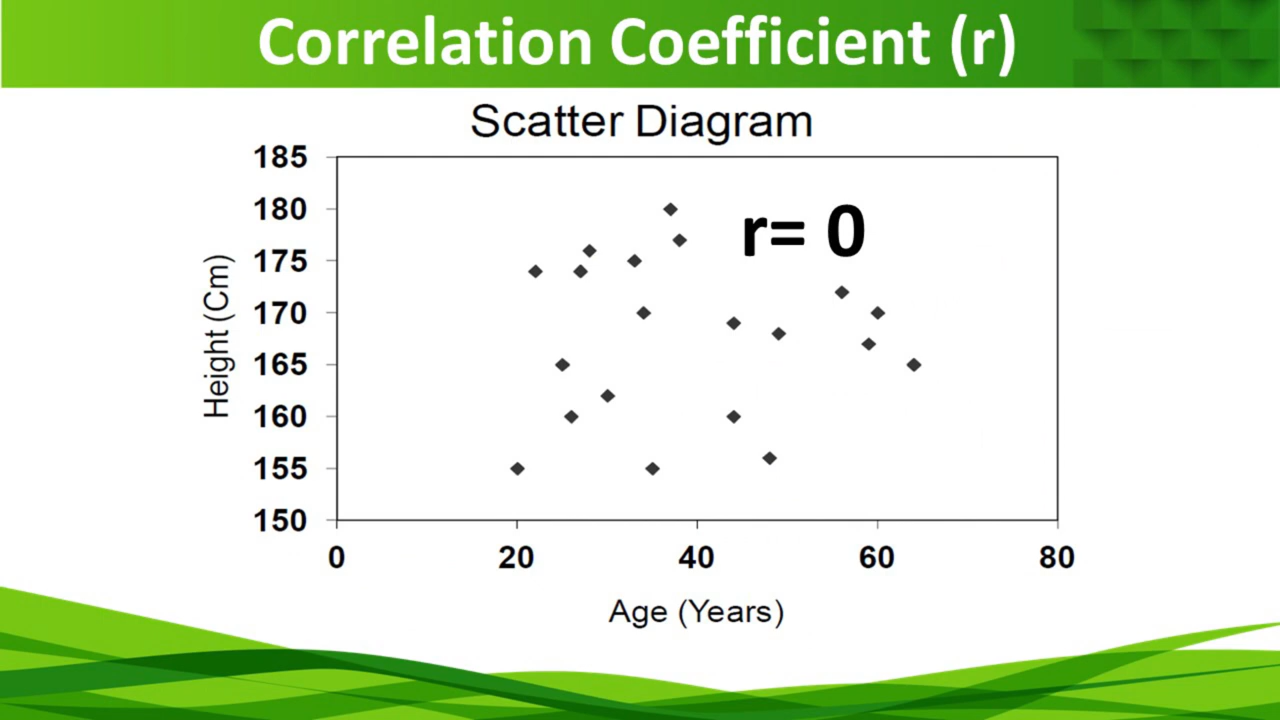 Correlation Coefficient (r)
Scatter Diagram
185
180
175
170
165
160
155
150
r= 0
Height (Cm)
0 20 40 60 80
Age (Years)